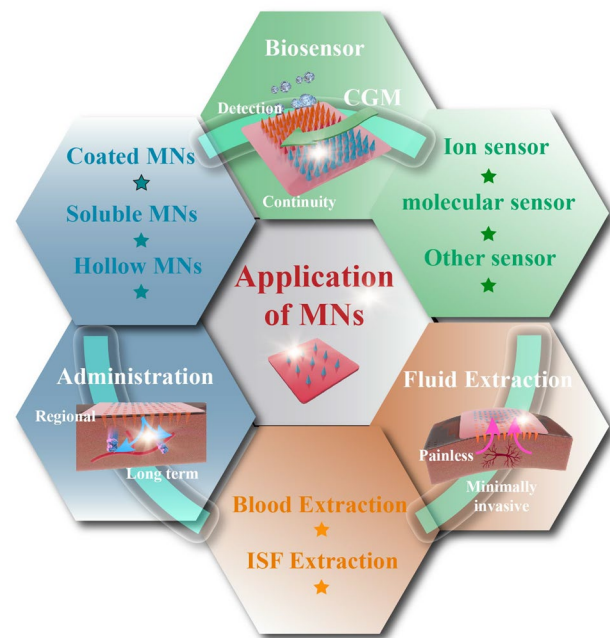 Biosensor
Detection
CGM
Continuity
Coated MNs
Soluble MNs
Hollow MNs
Ion sensor
molecular sensor
Other sensor
Application
of MNs
Administration
Regional
Long term
Fluid Extraction
Painless
Minimally
invasive
Blood Extraction
ISF Extraction